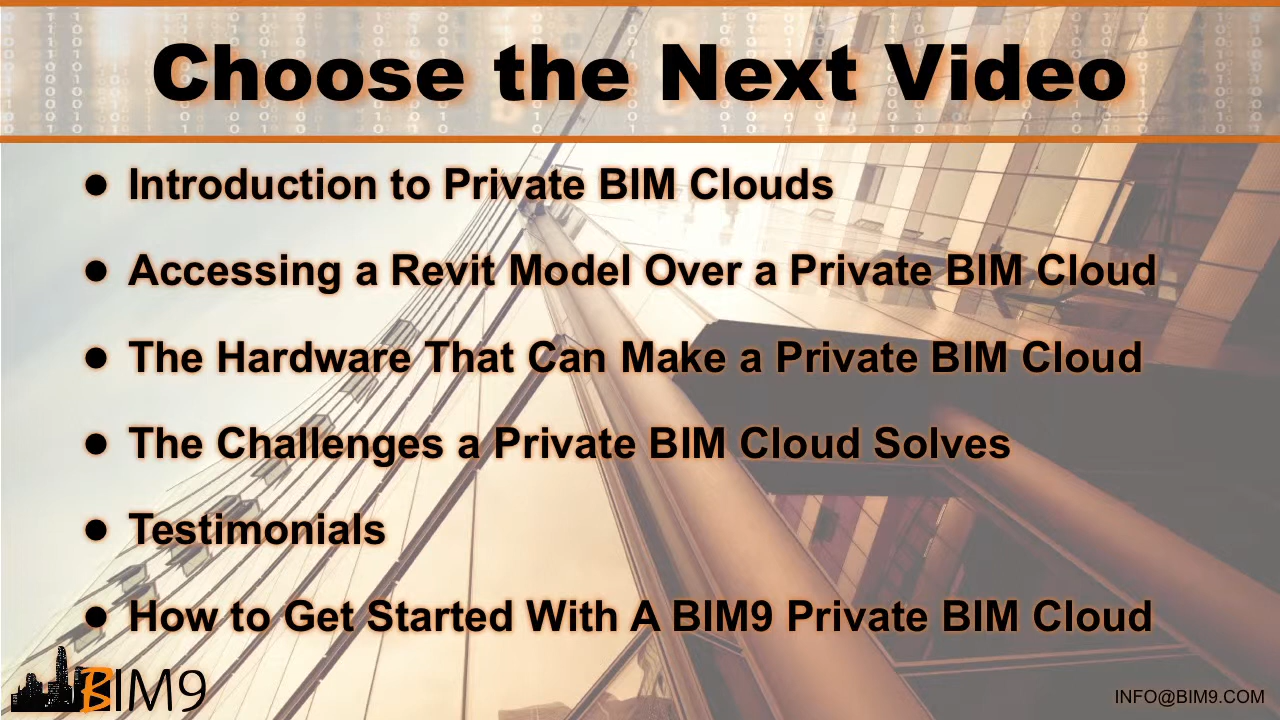 Choose the Next Video
● Introduction to Private BIM Clouds
● Accessing a Revit Model Over a Private BIM Cloud
● The Hardware That Can Make a Private BIM Cloud
● The Challenges a Private BIM Cloud Solves
● Testimonials
● How to Get Started With A BIM9 Private BIM Cloud
BIM9
INFO@BIM9.COM